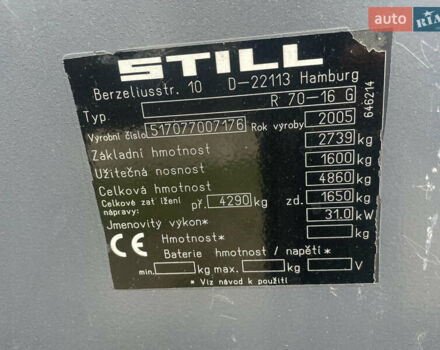 auto RIA
STILL
Berzeliusstr. 10 D-22113 Hamburg
Typ R 70-16 G
Výrobní číslo 517077007176 Rok výroby 2005
Základní hmotnost 2739 kg
Užitečná nosnost 1600 kg
Celková hmotnost 4860 kg
Celkové zatížení nápravy: př. 4290 kg zd. 1650 kg
Jmenovitý výkon* 31.0 kW
CE Hmotnost* kg
Baterie hmotnost / napětí *
min. kg max. kg V
* Viz návod k použití
646214